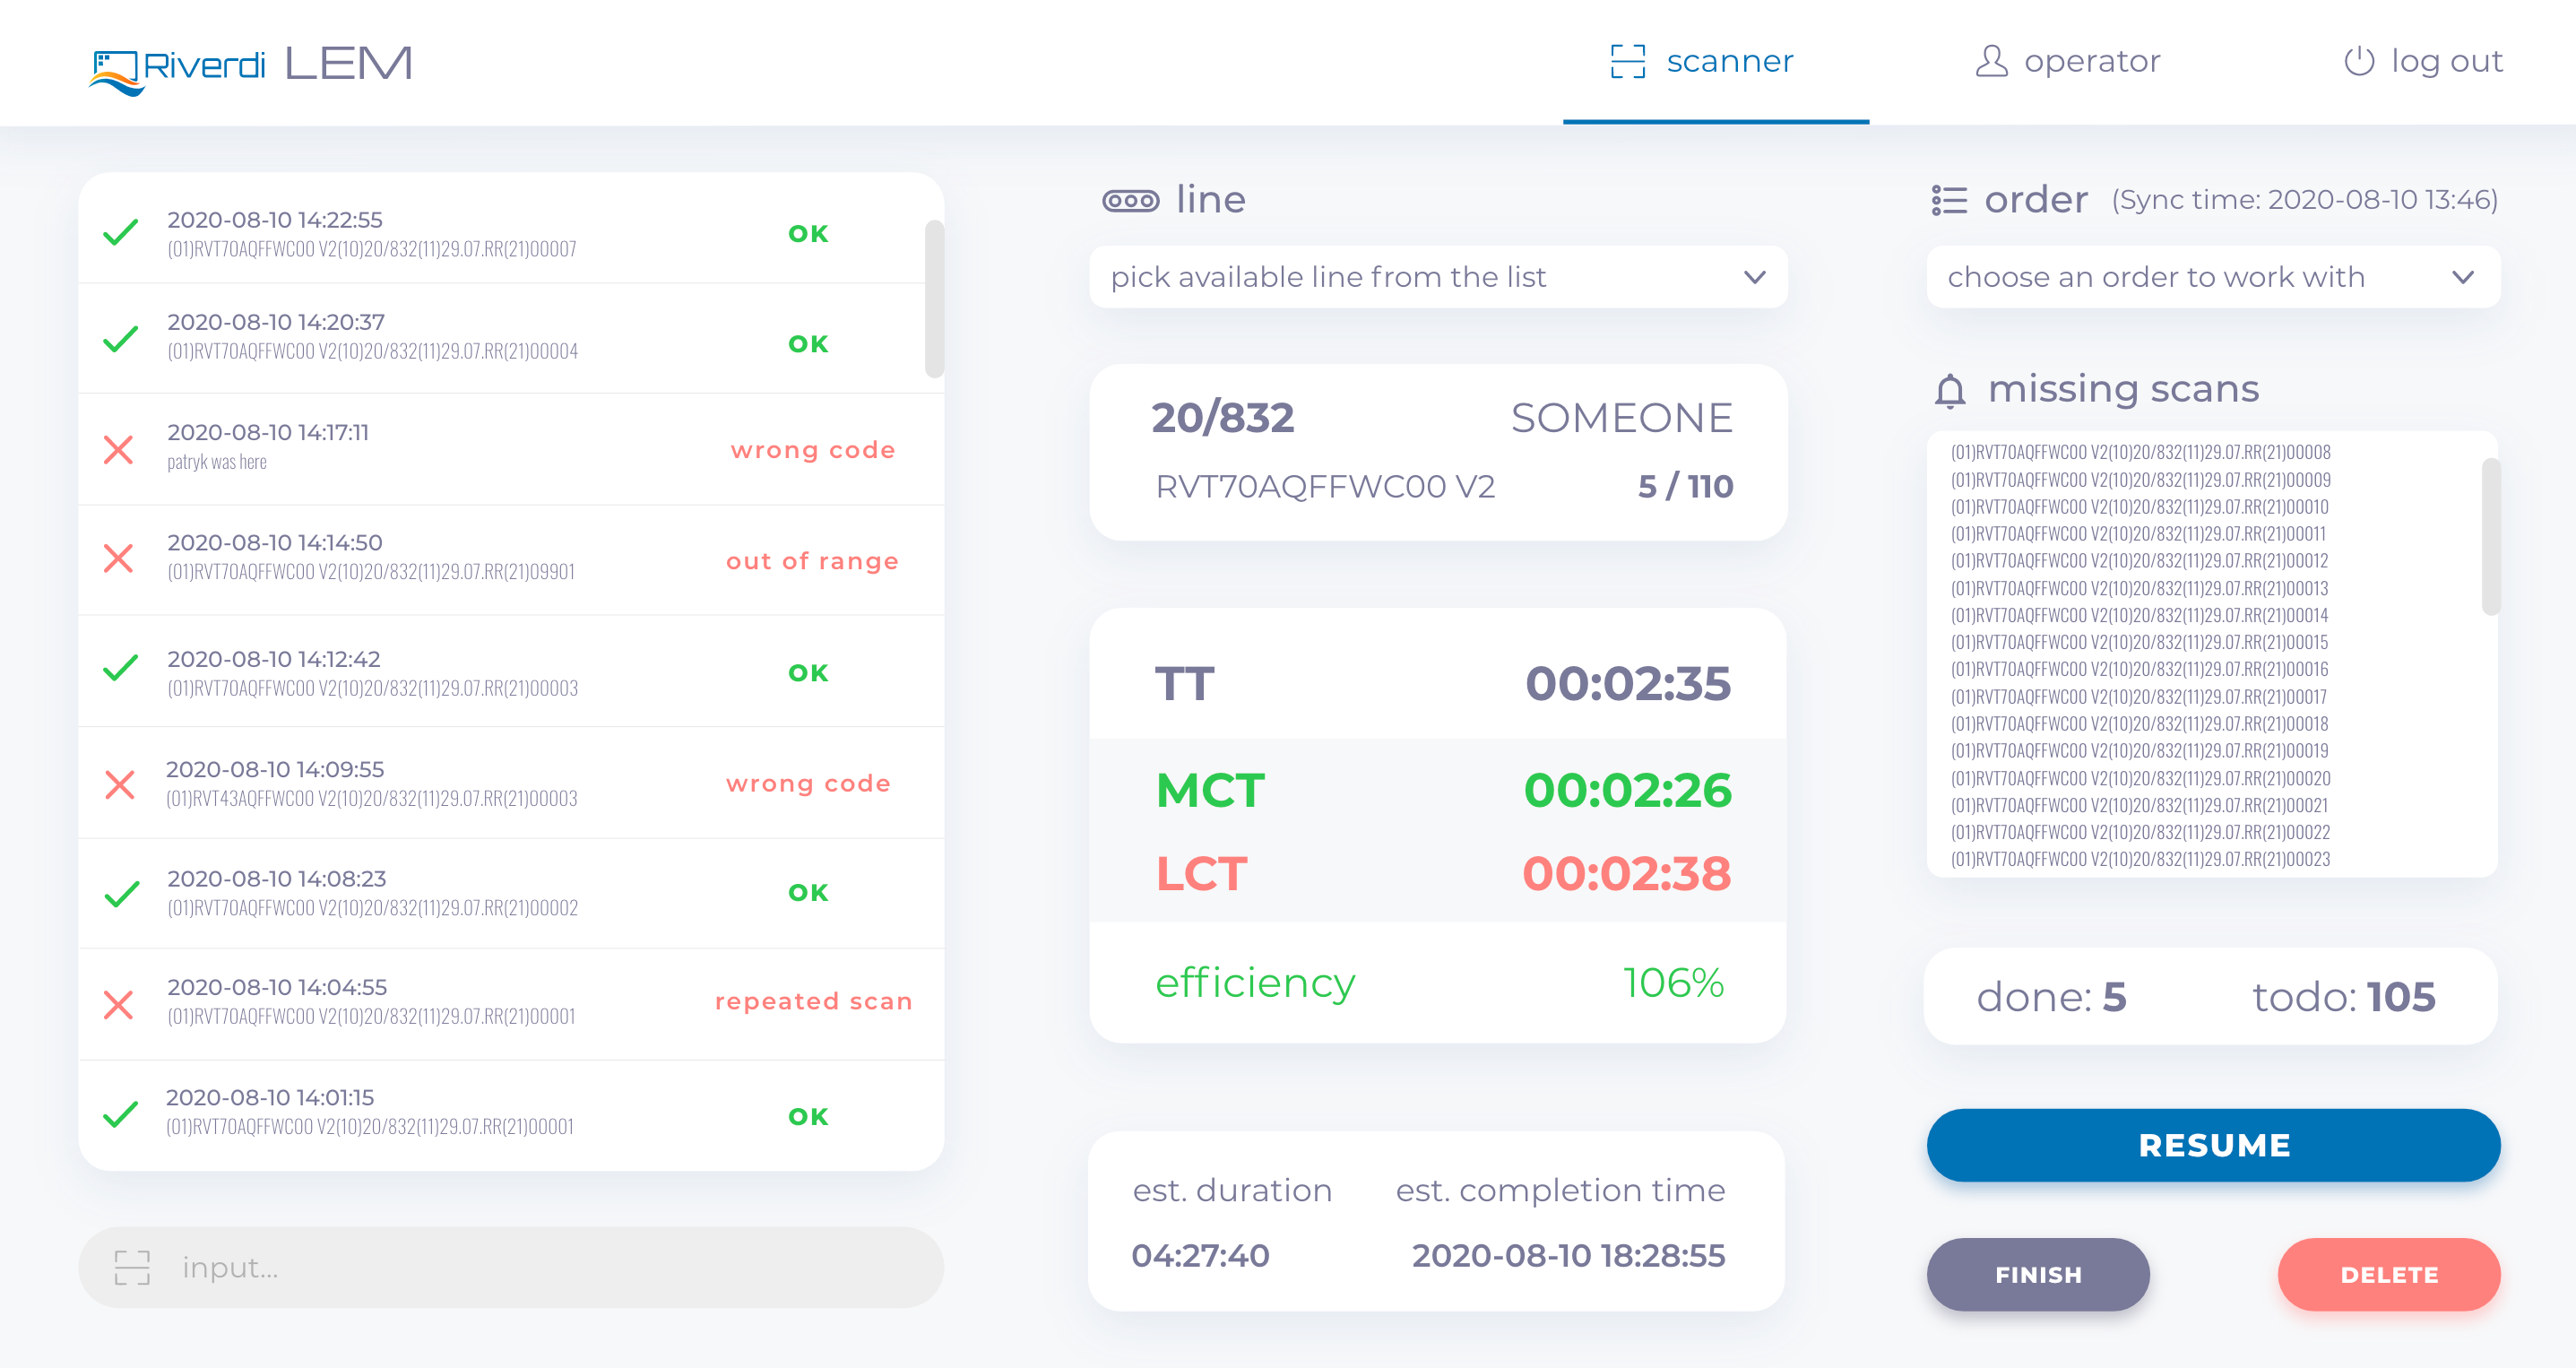 Riverdi LEM
scanner
operator
log out
2020-08-10 14:22:55
(01)RVT70AQFFWC00 V2(10)20/832(11)29.07.RR(21)00007
OK
2020-08-10 14:20:37
(01)RVT70AQFFWC00 V2(10)20/832(11)29.07.RR(21)00004
OK
2020-08-10 14:17:11
patryk was here
wrong code
2020-08-10 14:14:50
(01)RVT70AQFFWC00 V2(10)20/832(11)29.07.RR(21)09901
out of range
2020-08-10 14:12:42
(01)RVT70AQFFWC00 V2(10)20/832(11)29.07.RR(21)00003
OK
2020-08-10 14:09:55
(01)RVT43AQFFWC00 V2(10)20/832(11)29.07.RR(21)00003
wrong code
2020-08-10 14:08:23
(01)RVT70AQFFWC00 V2(10)20/832(11)29.07.RR(21)00002
OK
2020-08-10 14:04:55
(01)RVT70AQFFWC00 V2(10)20/832(11)29.07.RR(21)00001
repeated scan
2020-08-10 14:01:15
(01)RVT70AQFFWC00 V2(10)20/832(11)29.07.RR(21)00001
OK
input...
line
pick available line from the list
20/832 SOMEONE
RVT70AQFFWC00 V2 5 / 110
TT 00:02:35
MCT 00:02:26
LCT 00:02:38
efficiency 106%
est. duration est. completion time
04:27:40 2020-08-10 18:28:55
order (Sync time: 2020-08-10 13:46)
choose an order to work with
missing scans
(01)RVT70AQFFWC00 V2(10)20/832(11)29.07.RR(21)00008
(01)RVT70AQFFWC00 V2(10)20/832(11)29.07.RR(21)00009
(01)RVT70AQFFWC00 V2(10)20/832(11)29.07.RR(21)00010
(01)RVT70AQFFWC00 V2(10)20/832(11)29.07.RR(21)00011
(01)RVT70AQFFWC00 V2(10)20/832(11)29.07.RR(21)00012
(01)RVT70AQFFWC00 V2(10)20/832(11)29.07.RR(21)00013
(01)RVT70AQFFWC00 V2(10)20/832(11)29.07.RR(21)00014
(01)RVT70AQFFWC00 V2(10)20/832(11)29.07.RR(21)00015
(01)RVT70AQFFWC00 V2(10)20/832(11)29.07.RR(21)00016
(01)RVT70AQFFWC00 V2(10)20/832(11)29.07.RR(21)00017
(01)RVT70AQFFWC00 V2(10)20/832(11)29.07.RR(21)00018
(01)RVT70AQFFWC00 V2(10)20/832(11)29.07.RR(21)00019
(01)RVT70AQFFWC00 V2(10)20/832(11)29.07.RR(21)00020
(01)RVT70AQFFWC00 V2(10)20/832(11)29.07.RR(21)00021
(01)RVT70AQFFWC00 V2(10)20/832(11)29.07.RR(21)00022
(01)RVT70AQFFWC00 V2(10)20/832(11)29.07.RR(21)00023
done: 5 todo: 105
RESUME
FINISH DELETE